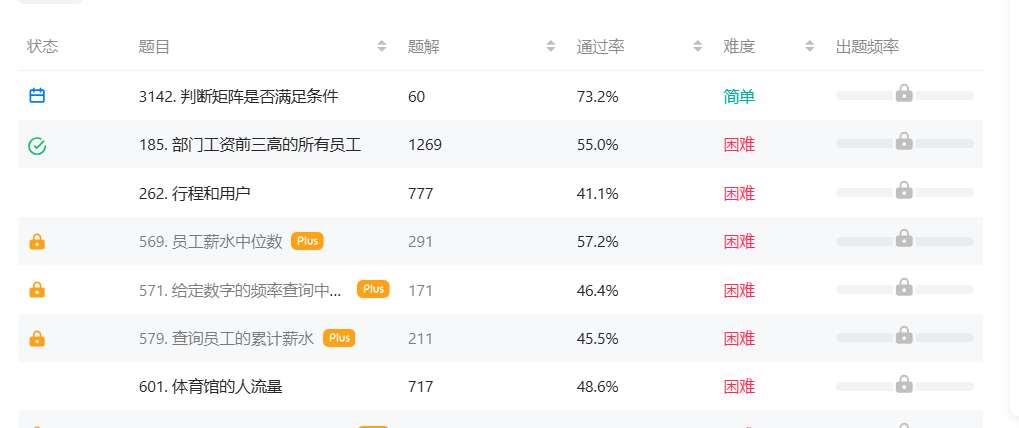 状态 题目 题解 通过率 难度 出题频率
3142. 判断矩阵是否满足条件 60 73.2% 简单
185. 部门工资前三高的所有员工 1269 55.0% 困难
262. 行程和用户 777 41.1% 困难
569. 员工薪水中位数 Plus 291 57.2% 困难
571. 给定数字的频率查询中... Plus 171 46.4% 困难
579. 查询员工的累计薪水 Plus 211 45.5% 困难
601. 体育馆的人流量 717 48.6% 困难